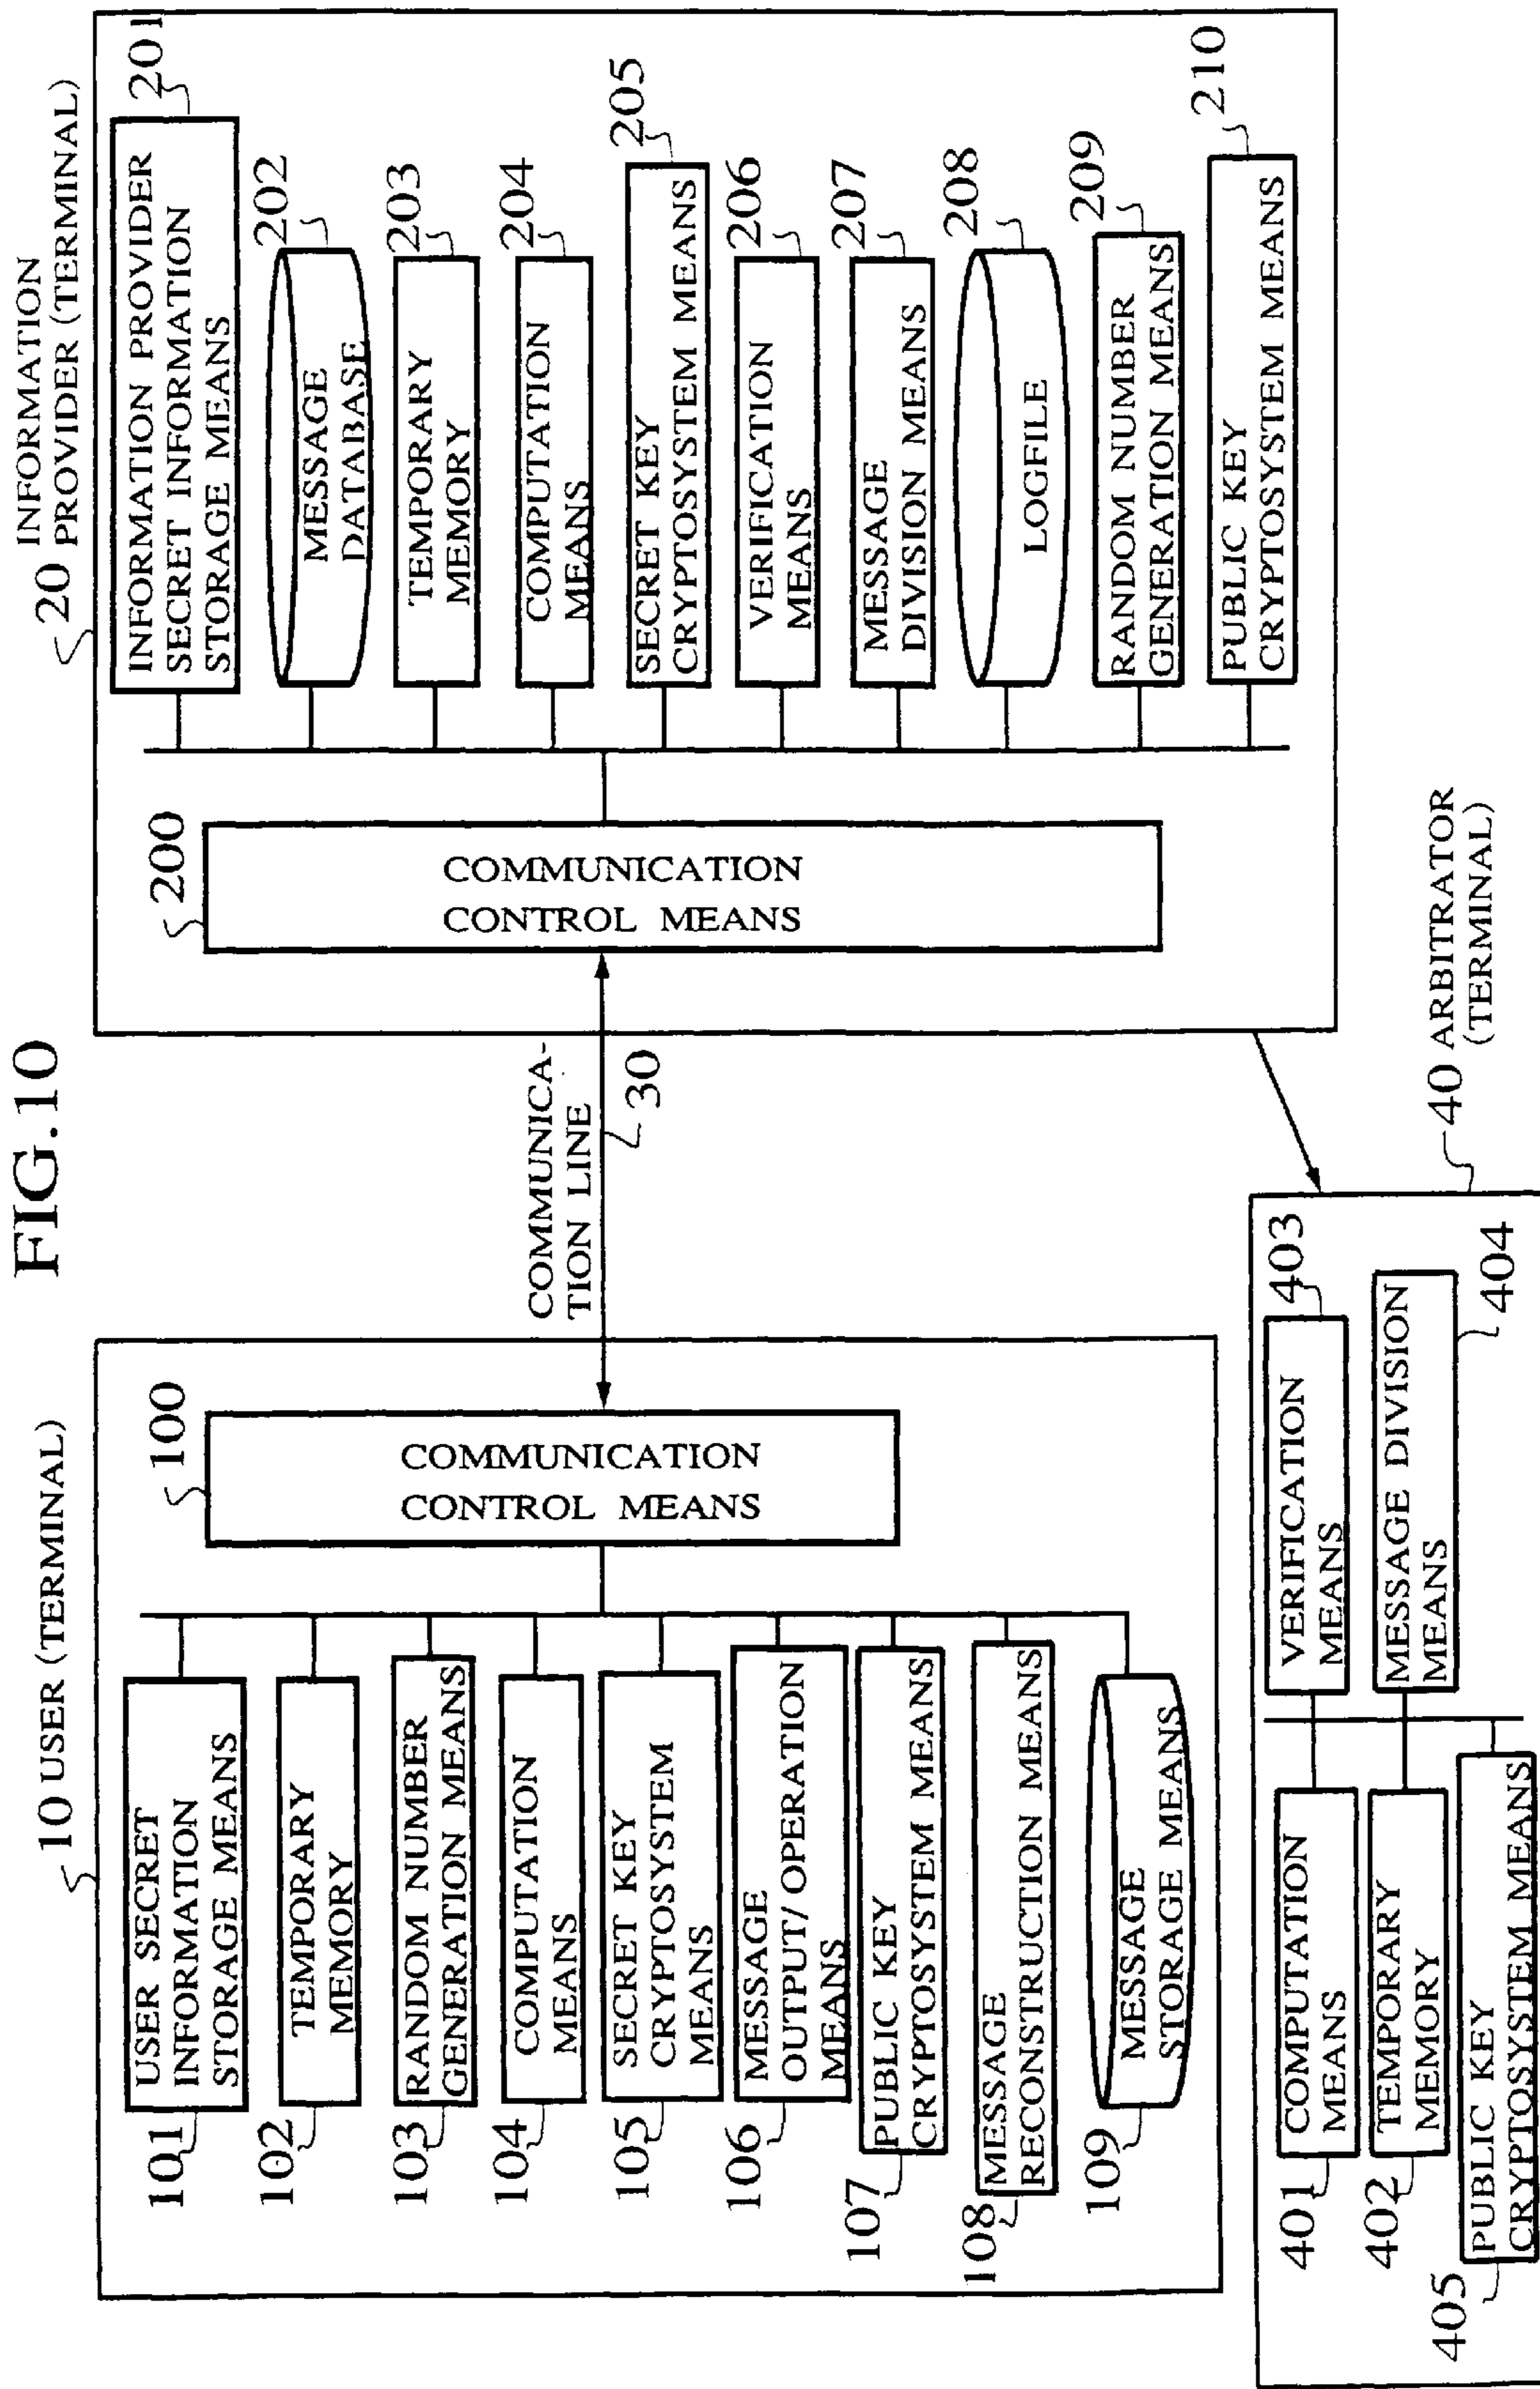 FIG.10
10 USER (TERMINAL)
100
COMMUNICATION
CONTROL MEANS
101
USER SECRET
INFORMATION
STORAGE MEANS
102
TEMPORARY
MEMORY
103
RANDOM NUMBER
GENERATION MEANS
104
COMPUTATION
MEANS
105
SECRET KEY
CRYPTOSYSTEM
MEANS
106
MESSAGE
OUTPUT/OPERATION
MEANS
107
PUBLIC KEY
CRYPTOSYSTEM MEANS
108
MESSAGE
RECONSTRUCTION MEANS
109
MESSAGE
STORAGE MEANS
COMMUNICA-
TION LINE
30
20 INFORMATION
PROVIDER (TERMINAL)
200
COMMUNICATION
CONTROL MEANS
INFORMATION PROVIDER
SECRET INFORMATION
STORAGE MEANS
201
MESSAGE
DATABASE
202
TEMPORARY
MEMORY
203
COMPUTATION
MEANS
204
SECRET KEY
CRYPTOSYSTEM MEANS
205
VERIFICATION
MEANS
206
MESSAGE
DIVISION MEANS
207
LOGFILE
208
RANDOM NUMBER
GENERATION MEANS
209
PUBLIC KEY
CRYPTOSYSTEM MEANS
210
40 ARBITRATOR
(TERMINAL)
401
COMPUTATION
MEANS
402
TEMPORARY
MEMORY
405
PUBLIC KEY
CRYPTOSYSTEM MEANS
VERIFICATION
MEANS
403
MESSAGE DIVISION
MEANS
404